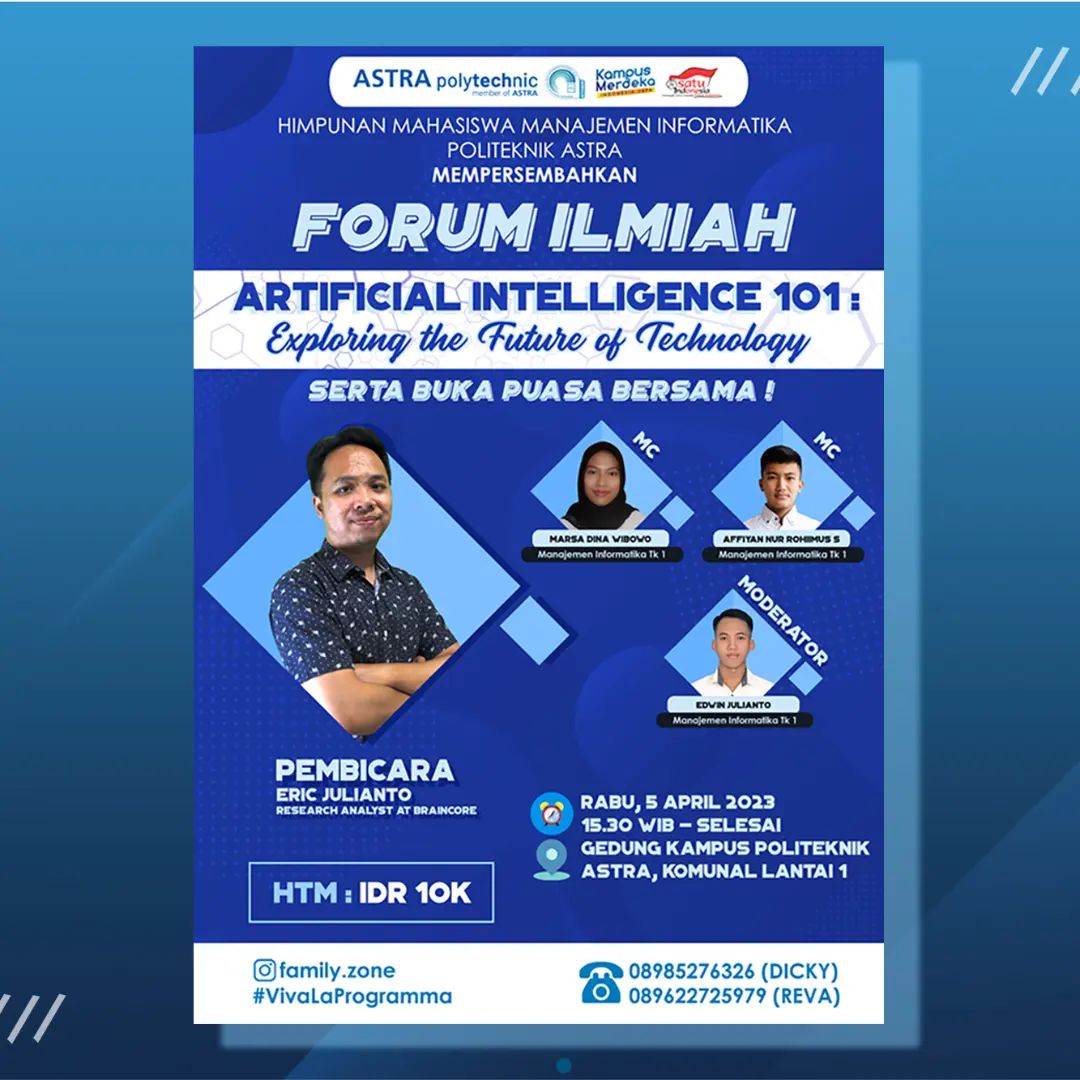 ASTRA polytechnic
member of ASTRA
Kampus
Merdeka
INDONESIA JAYA
satu
Indonesia
HIMPUNAN MAHASISWA MANAJEMEN INFORMATIKA
POLITEKNIK ASTRA
MEMPERSEMBAHKAN
FORUM ILMIAH
ARTIFICIAL INTELLIGENCE 101 :
Exploring the Future of Technology
SERTA BUKA PUASA BERSAMA !
MC
MARSA DINA WIBOWO
Manajemen Informatika Tk 1
MC
AFFIYAN NUR ROHIIMUS S
Manajemen Informatika Tk 1
MODERATOR
EDWIN JULIANTO
Manajemen Informatika Tk 1
PEMBICARA
ERIC JULIANTO
RESEARCH ANALYST AT BRAINCORE
RABU, 5 APRIL 2023
15.30 WIB – SELESAI
GEDUNG KAMPUS POLITEKNIK
ASTRA, KOMUNAL LANTAI 1
HTM : IDR 10K
family.zone
#VivaLaProgramma
08985276326 (DICKY)
089622725979 (REVA)